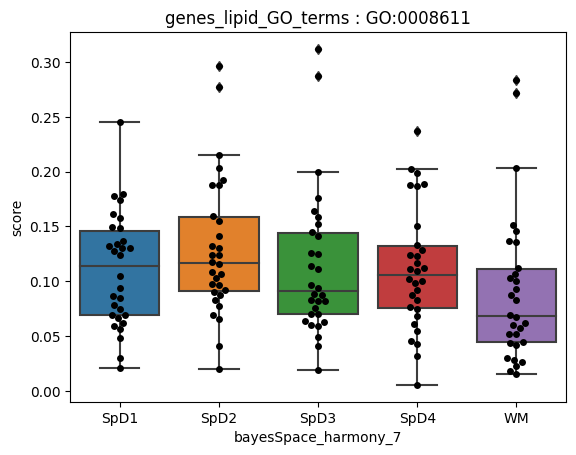 genes_lipid_GO_terms : GO:0008611
0.30
0.25
0.20
0.15
0.10
0.05
0.00
score
SpD1 SpD2 SpD3 SpD4 WM
bayesSpace_harmony_7